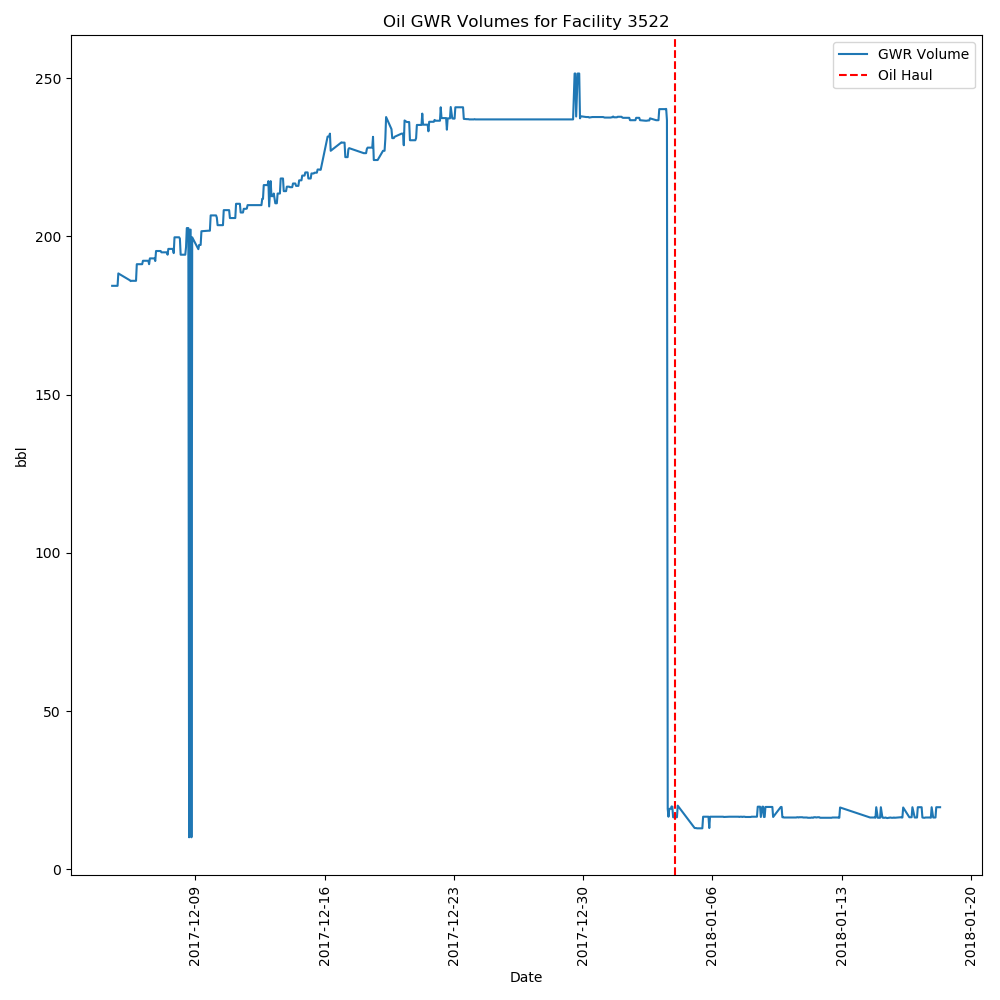 Oil GWR Volumes for Facility 3522
GWR Volume
Oil Haul
250
200
150
100
50
0
bbl
2017-12-09
2017-12-16
2017-12-23
2017-12-30
2018-01-06
2018-01-13
2018-01-20
Date